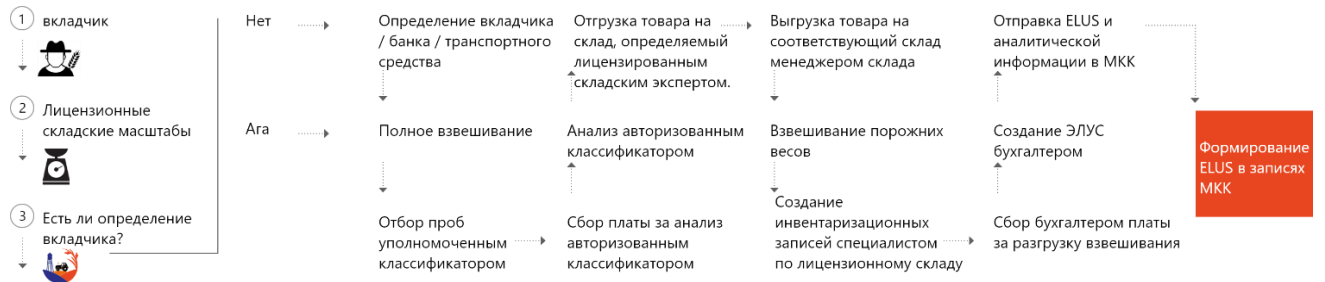 1 вкладчик
2 Лицензионные
складские масштабы
3 Есть ли определение
вкладчика?
Нет
Ага
Определение вкладчика
/ банка / транспортного
средства
Полное взвешивание
Отбор проб
уполномоченным
классификатором
Сбор платы за анализ
авторизованным
классификатором
Анализ авторизованным
классификатором
Отгрузка товара на
склад, определяемый
лицензированным
складским экспертом.
Выгрузка товара на
соответствующий склад
менеджером склада
Взвешивание порожних
весов
Создание
инвентаризационных
записей специалистом
по лицензионному складу
Сбор бухгалтером платы
за разгрузку взвешивания
Создание ЭЛУС
бухгалтером
Отправка ELUS и
аналитической
информации в МКК
Формирование
ELUS в записях
МКК